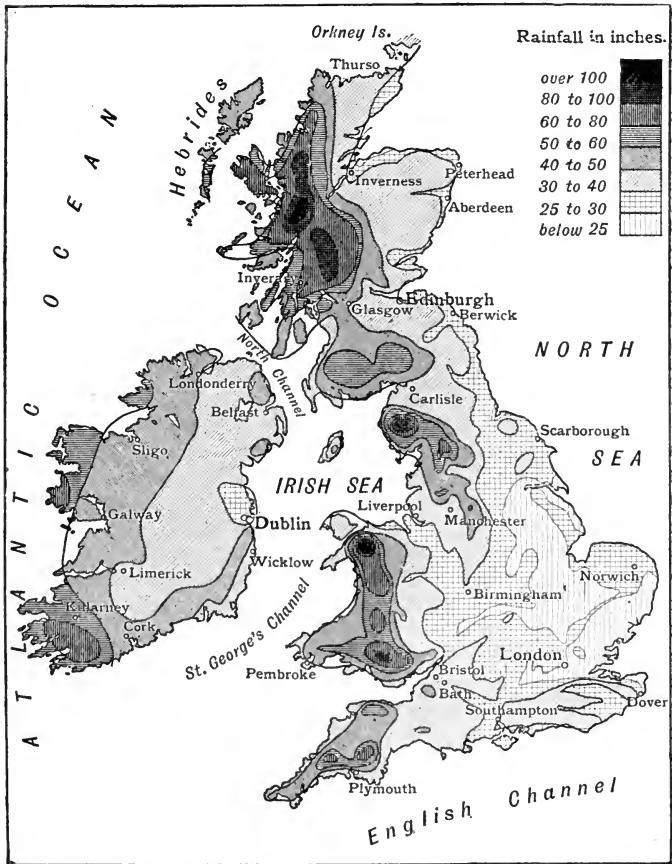 Orkney Is.
Rainfall in inches.
Thurso
over 100
80 to 100
60 to 80
50 to 60
40 to 50
30 to 40
25 to 30
below 25
Hebrides
Inverness
Peterhead
Aberdeen
ATLANTIC OCEAN
Inverary
Glasgow
Edinburgh
Berwick
North Channel
NORTH
SEA
Londonderry
Belfast
Carlisle
Sligo
Scarborough
IRISH SEA
Galway
Dublin
Liverpool
Manchester
Wicklow
Limerick
Birmingham
Norwich
Killarney
Cork
St. George's Channel
Pembroke
London
Bristol
Bath
Southampton
Dover
Plymouth
English Channel